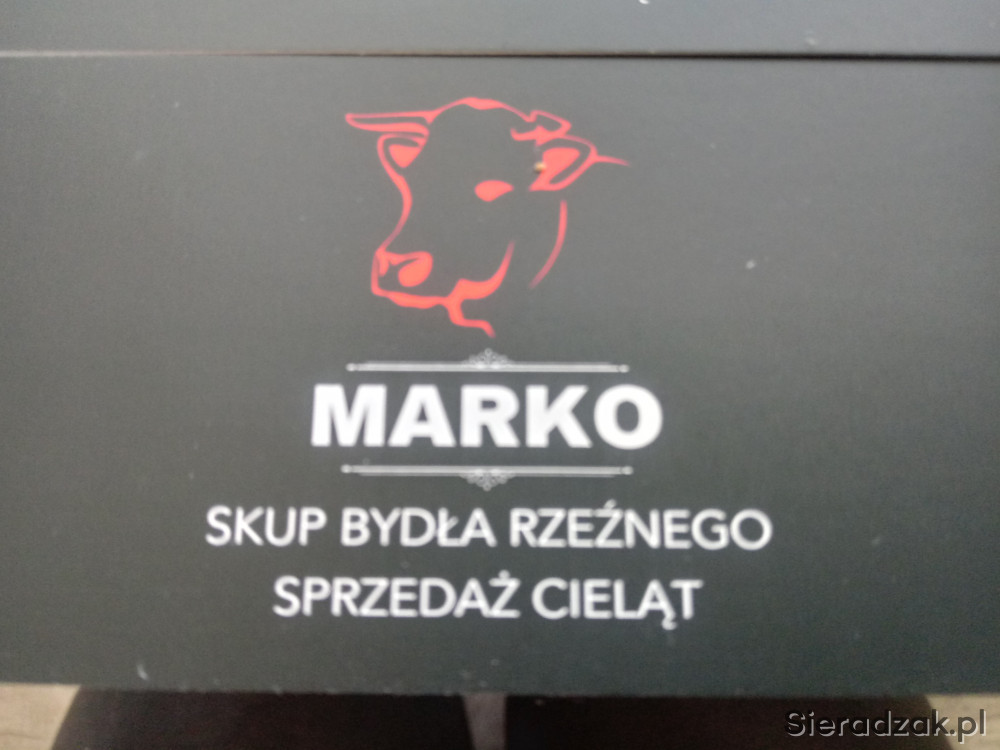 MARKO
SKUP BYDŁA RZEŹNEGO
SPRZEDAŻ CIELĄT
Sieradzak.pl